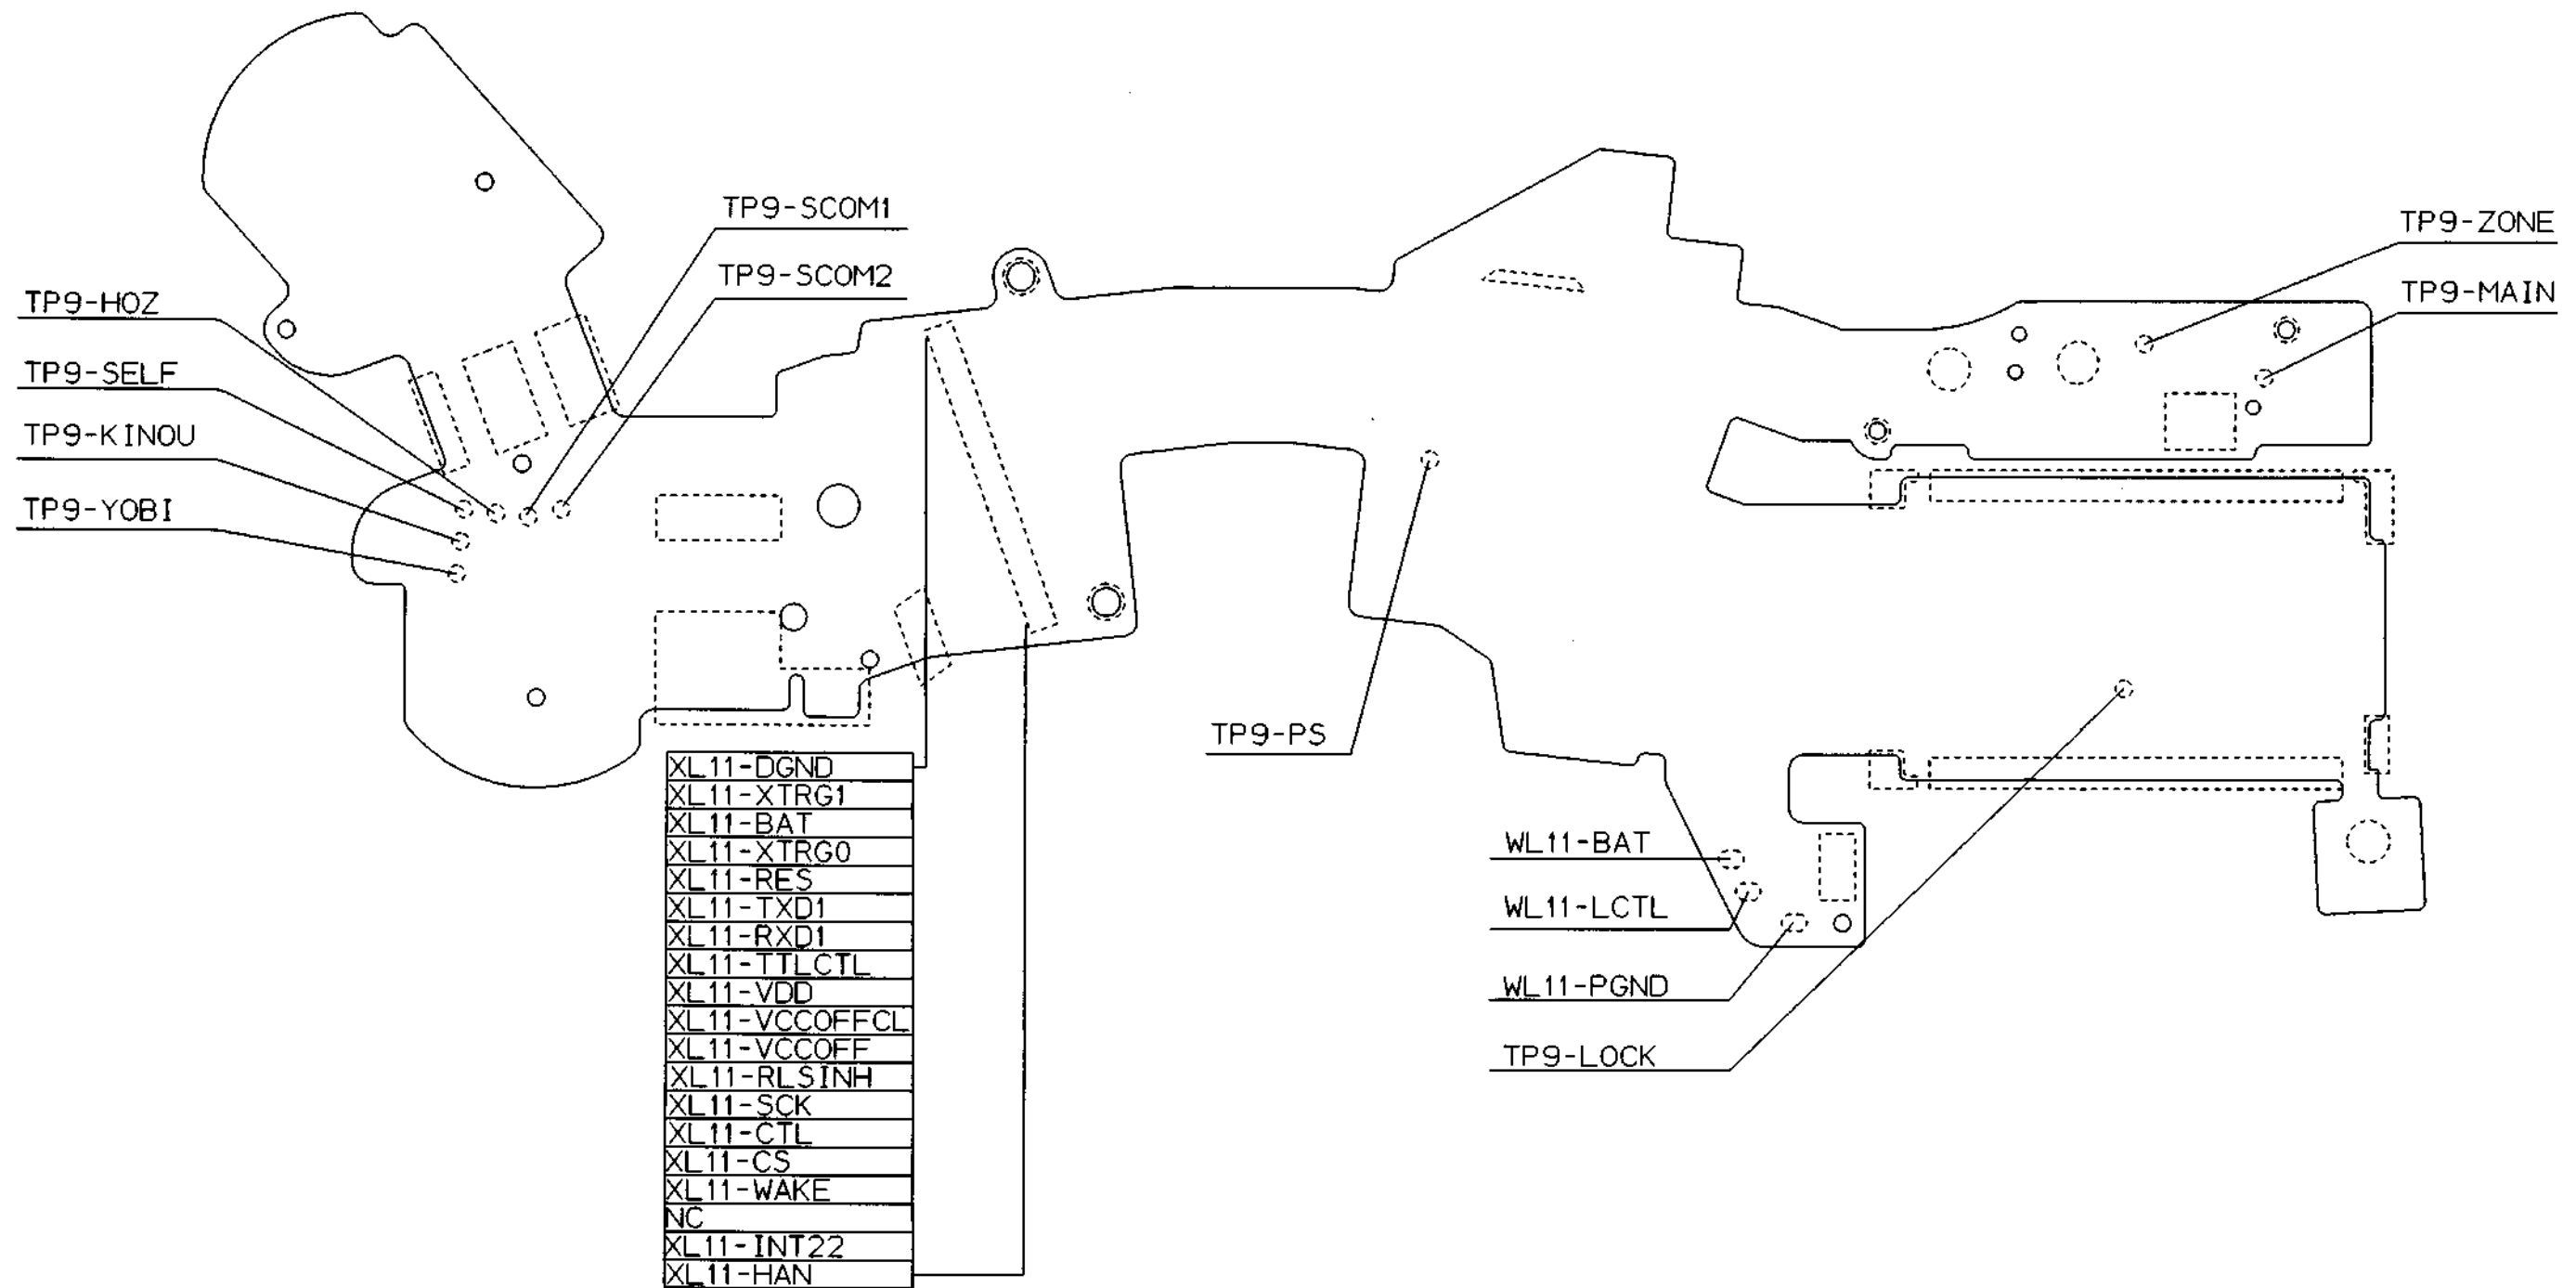 TP9-SCOM1
TP9-SCOM2
TP9-HOZ
TP9-SELF
TP9-KINOU
TP9-YOBI
TP9-ZONE
TP9-MAIN
TP9-PS
XL11-DGND
XL11-XTRG1
XL11-BAT
XL11-XTRG0
XL11-RES
XL11-TXD1
XL11-RXD1
XL11-TTLCTL
XL11-VDD
XL11-VCCOFFCL
XL11-VCCOFF
XL11-RLSINH
XL11-SCK
XL11-CTL
XL11-CS
XL11-WAKE
NC
XL11-INT22
XL11-HAN
WL11-BAT
WL11-LCTL
WL11-PGND
TP9-LOCK